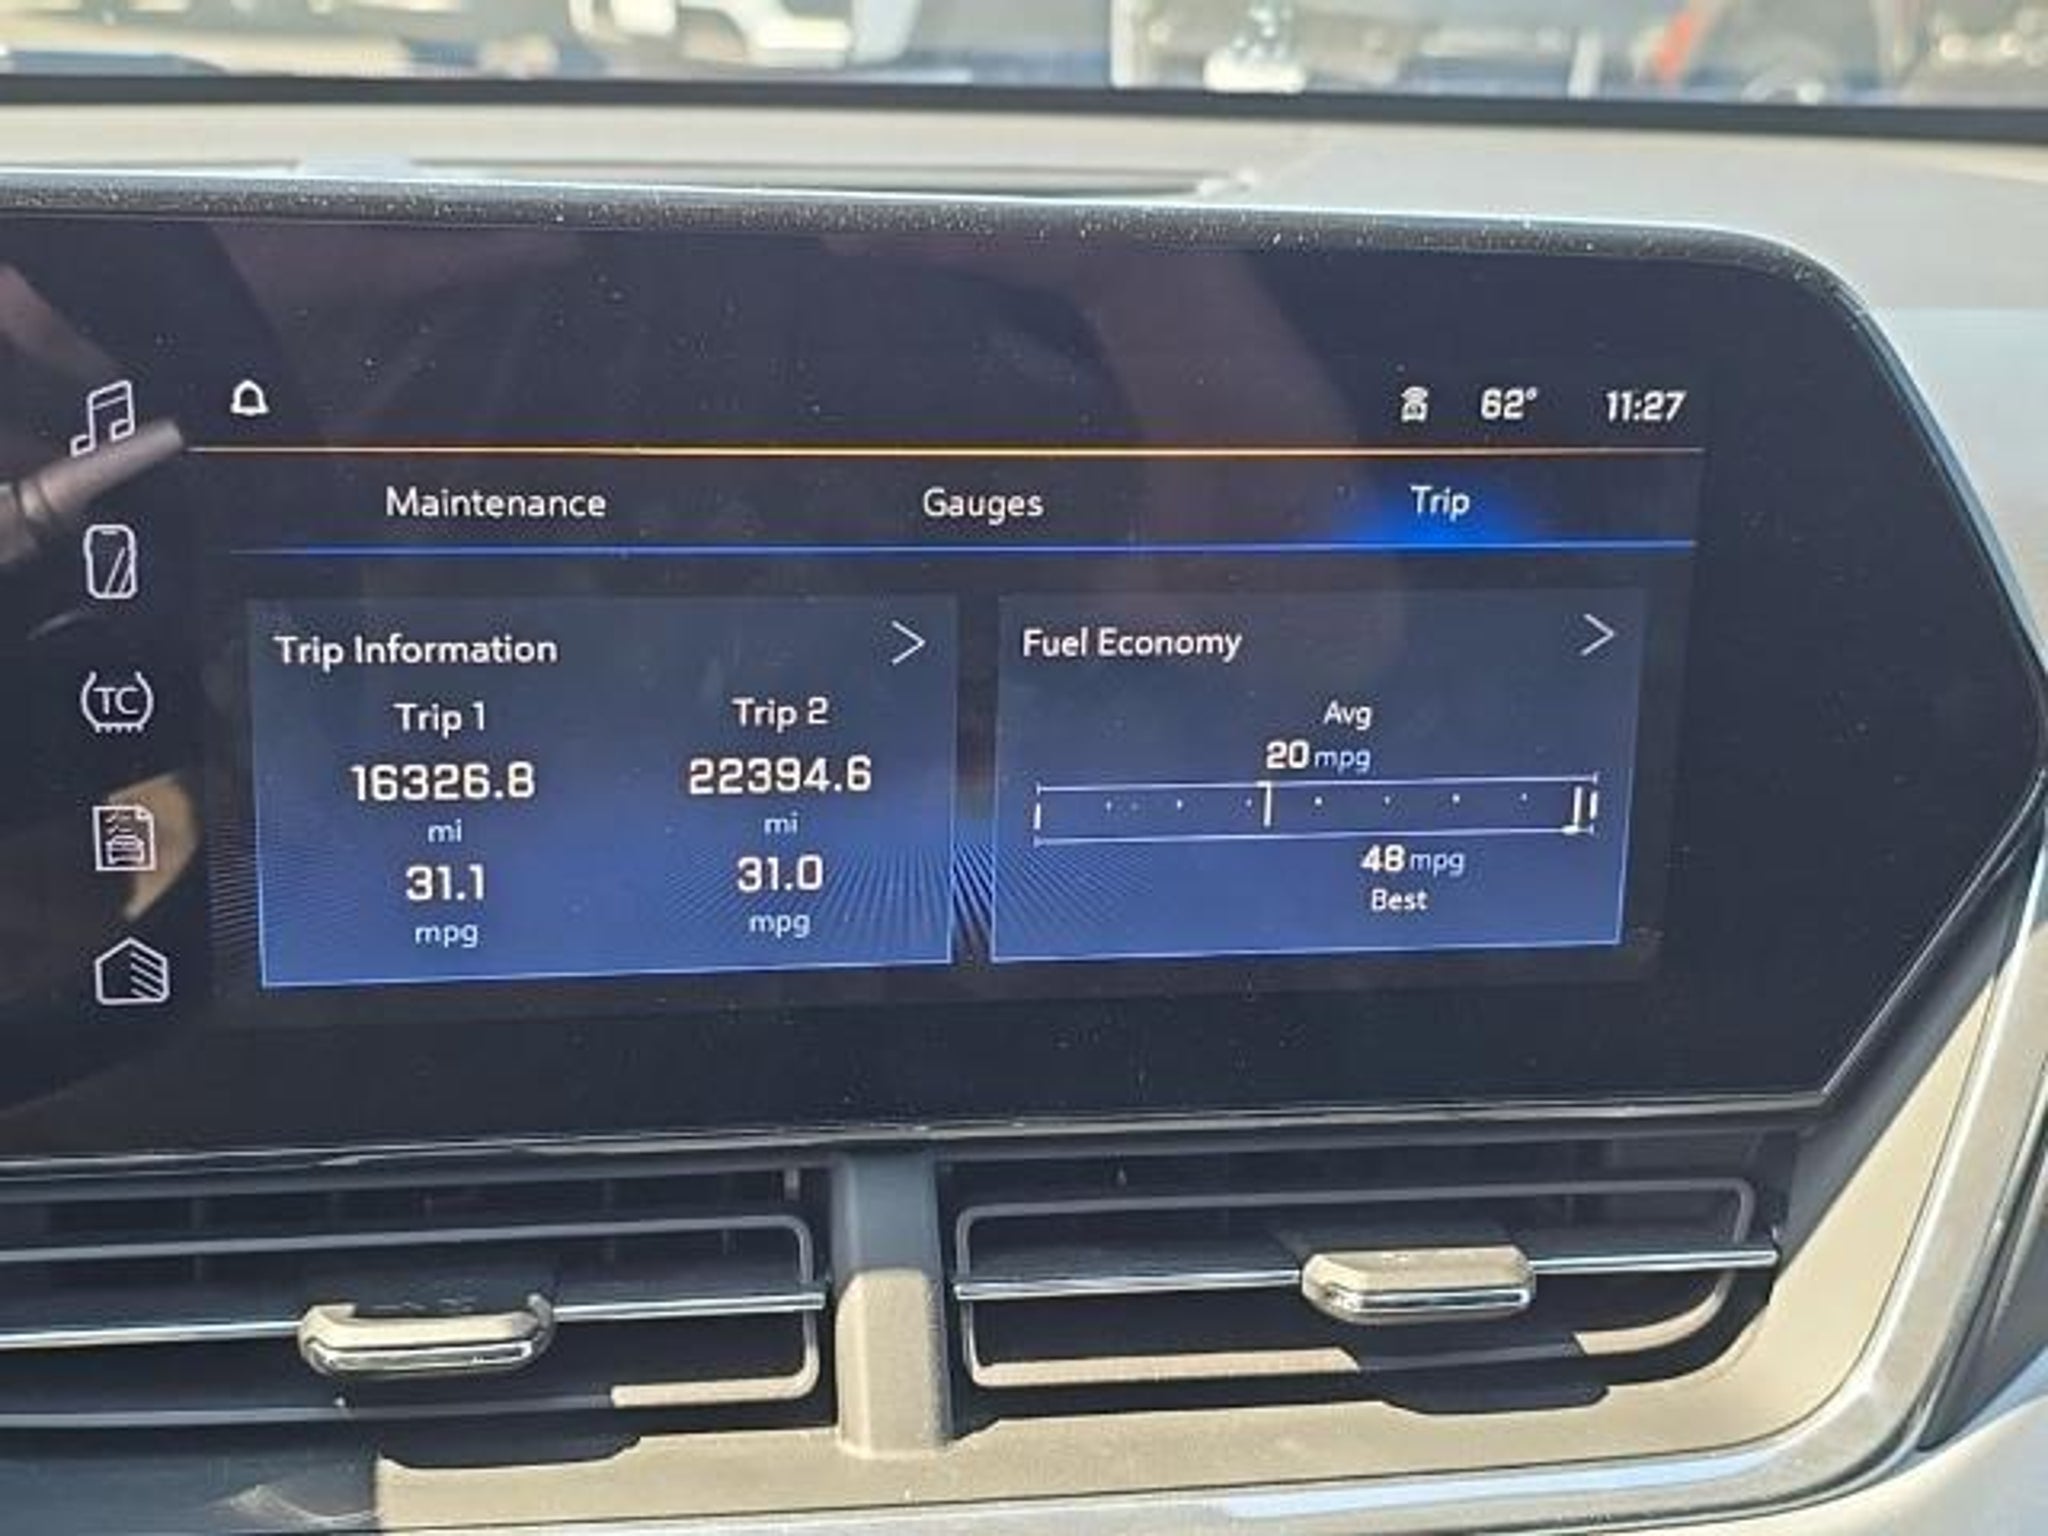 62° 11:27
Maintenance Gauges Trip
TC
Trip Information
Trip 1 Trip 2
16326.8 22394.6
mi mi
31.1 31.0
mpg mpg
Fuel Economy
Avg
20 mpg
48 mpg
Best